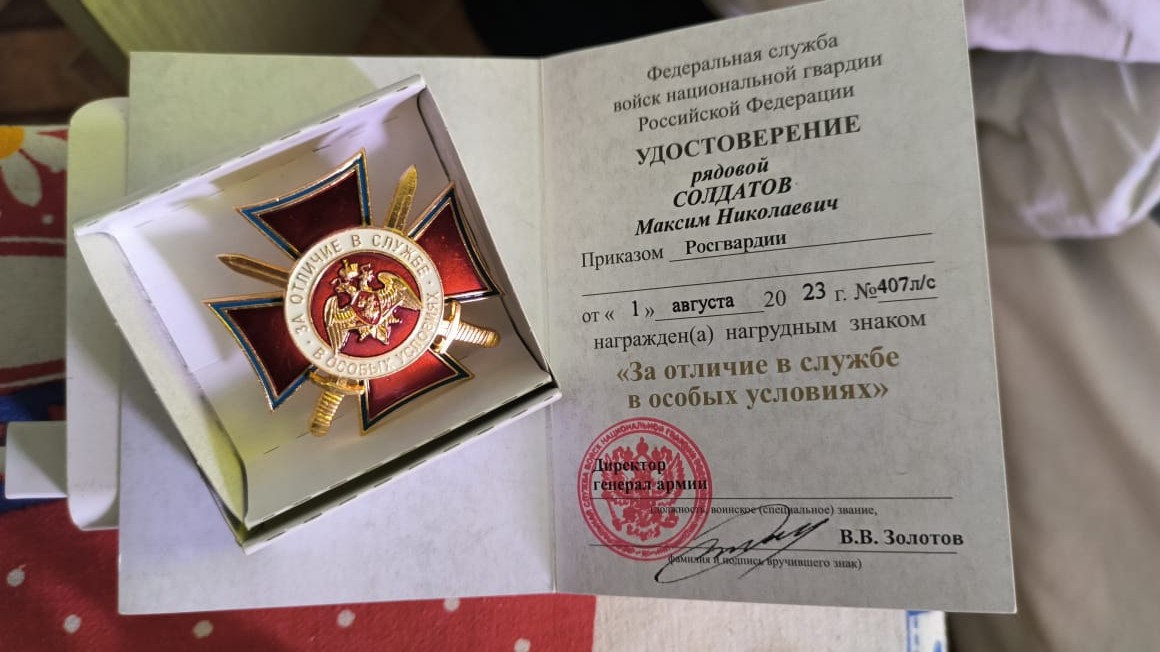 ЗА ОТЛИЧИЕ В СЛУЖБЕ
В ОСОБЫХ УСЛОВИЯХ
Федеральная служба
войск национальной гвардии
Российской Федерации
УДОСТОВЕРЕНИЕ
рядовой
СОЛДАТОВ
Максим Николаевич
Приказом Росгвардии
от « 1 » августа 20 23 г. №407л/с
награжден(а) нагрудным знаком
«За отличие в службе
в особых условиях»
Директор
генерал армии
(должность, воинское (специальное) звание,
В.В. Золотов
фамилия и подпись вручившего знак)